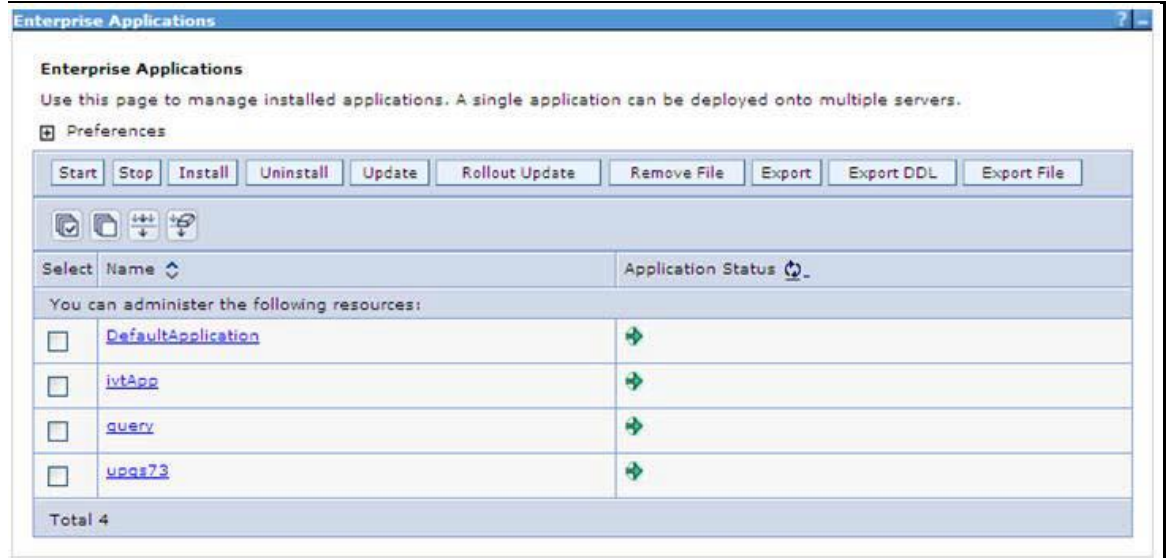 Enterprise Applications ? -
Enterprise Applications
Use this page to manage installed applications. A single application can be deployed onto multiple servers.
Preferences
Start Stop Install Uninstall Update Rollout Update Remove File Export Export DDL Export File
Select Name Application Status
You can administer the following resources:
DefaultApplication
ivtApp
query
upqs73
Total 4